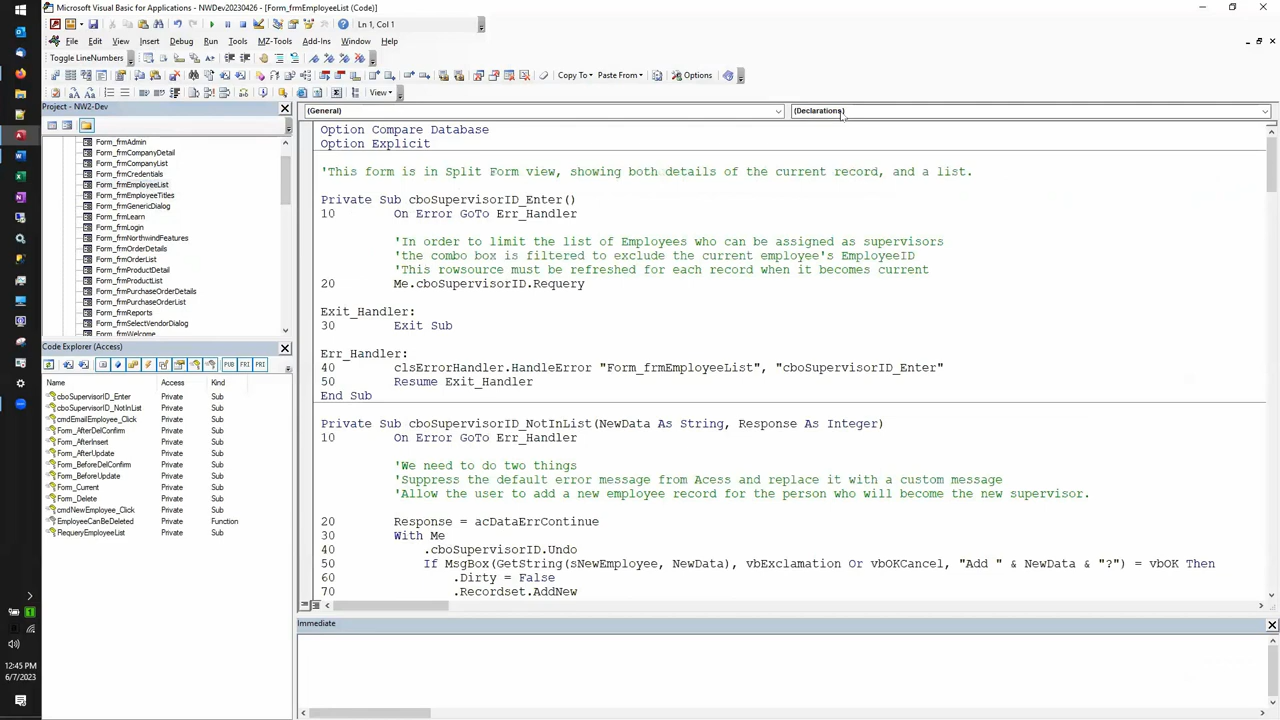 Microsoft Visual Basic for Applications - NWDev20230426 - [Form_frmEmployeeList (Code)]
Ln 1, Col 1
File Edit View Insert Debug Run Tools MZ-Tools Add-Ins Window Help
Toggle LineNumbers
Copy To Paste From Options
View
Project - NW2-Dev
(General) (Declarations)
Form_frmAdmin
Form_frmCompanyDetail
Form_frmCompanyList
Form_frmCredentials
Form_frmEmployeeList
Form_frmEmployeeTitles
Form_frmGenericDialog
Form_frmLearn
Form_frmLogin
Form_frmNorthwindFeatures
Form_frmOrderDetails
Form_frmOrderList
Form_frmProductDetail
Form_frmProductList
Form_frmPurchaseOrderDetails
Form_frmPurchaseOrderList
Form_frmReports
Form_frmSelectVendorDialog
Form_frmWelcome
Code Explorer (Access)
PUB FRI PRI
Name Access Kind
cboSupervisorID_Enter Private Sub
cboSupervisorID_NotInList Private Sub
cmdEmailEmployee_Click Private Sub
Form_AfterDelConfirm Private Sub
Form_AfterInsert Private Sub
Form_AfterUpdate Private Sub
Form_BeforeDelConfirm Private Sub
Form_BeforeUpdate Private Sub
Form_Current Private Sub
Form_Delete Private Sub
cmdNewEmployee_Click Private Sub
EmployeeCanBeDeleted Private Function
RequeryEmployeeList Private Sub
Option Compare Database
Option Explicit
'This form is in Split Form view, showing both details of the current record, and a list.
Private Sub cboSupervisorID_Enter()
10 On Error GoTo Err_Handler
'In order to limit the list of Employees who can be assigned as supervisors
'the combo box is filtered to exclude the current employee's EmployeeID
'This rowsource must be refreshed for each record when it becomes current
20 Me.cboSupervisorID.Requery
Exit_Handler:
30 Exit Sub
Err_Handler:
40 clsErrorHandler.HandleError "Form_frmEmployeeList", "cboSupervisorID_Enter"
50 Resume Exit_Handler
End Sub
Private Sub cboSupervisorID_NotInList(NewData As String, Response As Integer)
10 On Error GoTo Err_Handler
'We need to do two things
'Suppress the default error message from Acess and replace it with a custom message
'Allow the user to add a new employee record for the person who will become the new supervisor.
20 Response = acDataErrContinue
30 With Me
40 .cboSupervisorID.Undo
50 If MsgBox(GetString(sNewEmployee, NewData), vbExclamation Or vbOKCancel, "Add " & NewData & "?") = vbOK Then
60 .Dirty = False
70 .Recordset.AddNew
Immediate
1
12:45 PM
6/7/2023